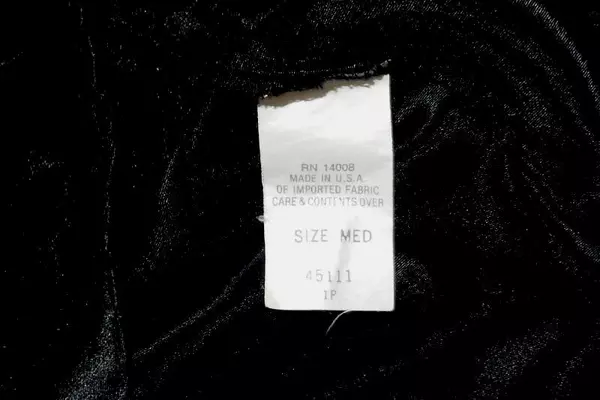 RN 14008
MADE IN U.S.A.
OF IMPORTED FABRIC
CARE & CONTENTS OVER
SIZE MED
45111
IP